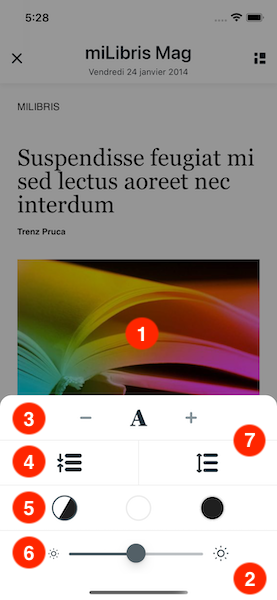 5:28
miLibris Mag
Vendredi 24 janvier 2014
MILIBRIS
Suspendisse feugiat mi
sed lectus aoreet nec
interdum
Trenz Pruca
1
3
A
7
4
5
6
2